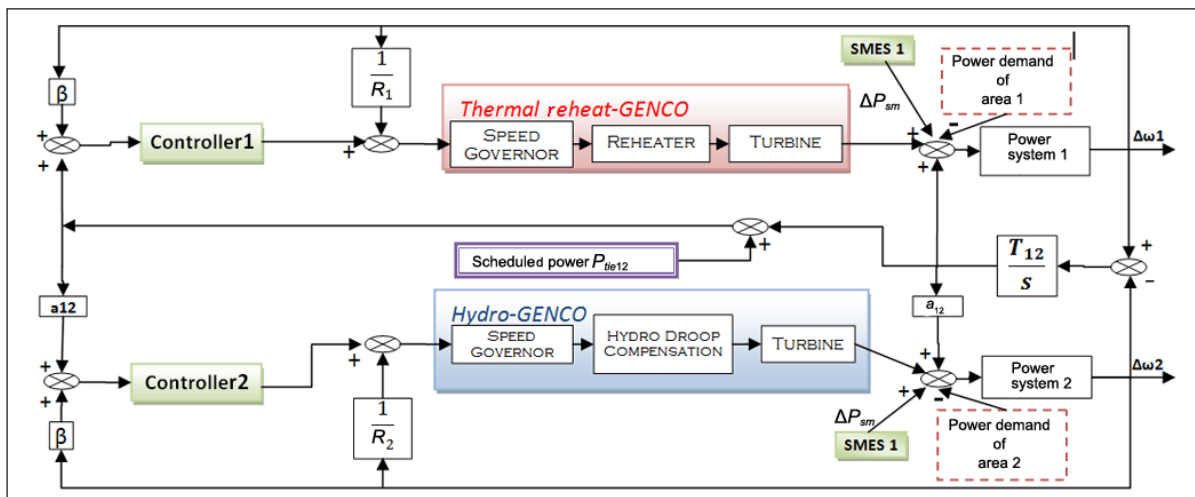 β
1
R₁
SMES 1
Power demand
of
area 1
Thermal reheat-GENCO
ΔPsm
+
+
Controller1
+
SPEED
GOVERNOR
REHEATER
TURBINE
+
-
+
Power
system 1
Δω1
Scheduled power Ptie12
+
T₁₂
s
+
−
a12
a₁₂
Hydro-GENCO
+
+
Controller2
+
SPEED
GOVERNOR
HYDRO DROOP
COMPENSATION
TURBINE
+
+
-
Power
system 2
Δω2
β
1
R₂
ΔPsm
SMES 1
Power demand
of
area 2